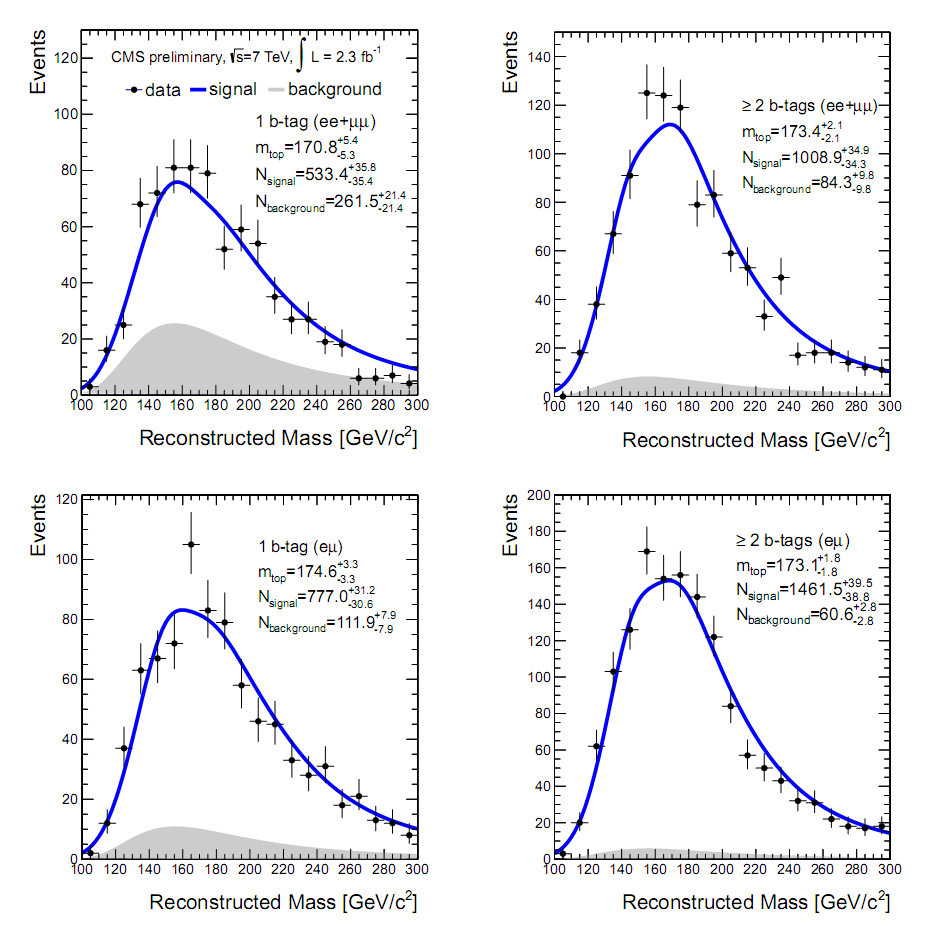 CMS preliminary, √s=7 TeV, ∫ L = 2.3 fb⁻¹
data signal background
1 b-tag (ee+μμ)
m_top=170.8+5.4-5.3
N_signal=533.4+35.8-35.4
N_background=261.5+21.4-21.4
Events
0 20 40 60 80 100 120
100 120 140 160 180 200 220 240 260 280 300
Reconstructed Mass [GeV/c²]
≥ 2 b-tags (ee+μμ)
m_top=173.4+2.1-2.1
N_signal=1008.9+34.9-34.3
N_background=84.3+9.8-9.8
Events
0 20 40 60 80 100 120 140
100 120 140 160 180 200 220 240 260 280 300
Reconstructed Mass [GeV/c²]
1 b-tag (eμ)
m_top=174.6+3.3-3.3
N_signal=777.0+31.2-30.6
N_background=111.9+7.9-7.9
Events
0 20 40 60 80 100 120
100 120 140 160 180 200 220 240 260 280 300
Reconstructed Mass [GeV/c²]
≥ 2 b-tags (eμ)
m_top=173.1+1.8-1.8
N_signal=1461.5+39.5-38.8
N_background=60.6+2.8-2.8
Events
0 20 40 60 80 100 120 140 160 180 200
100 120 140 160 180 200 220 240 260 280 300
Reconstructed Mass [GeV/c²]